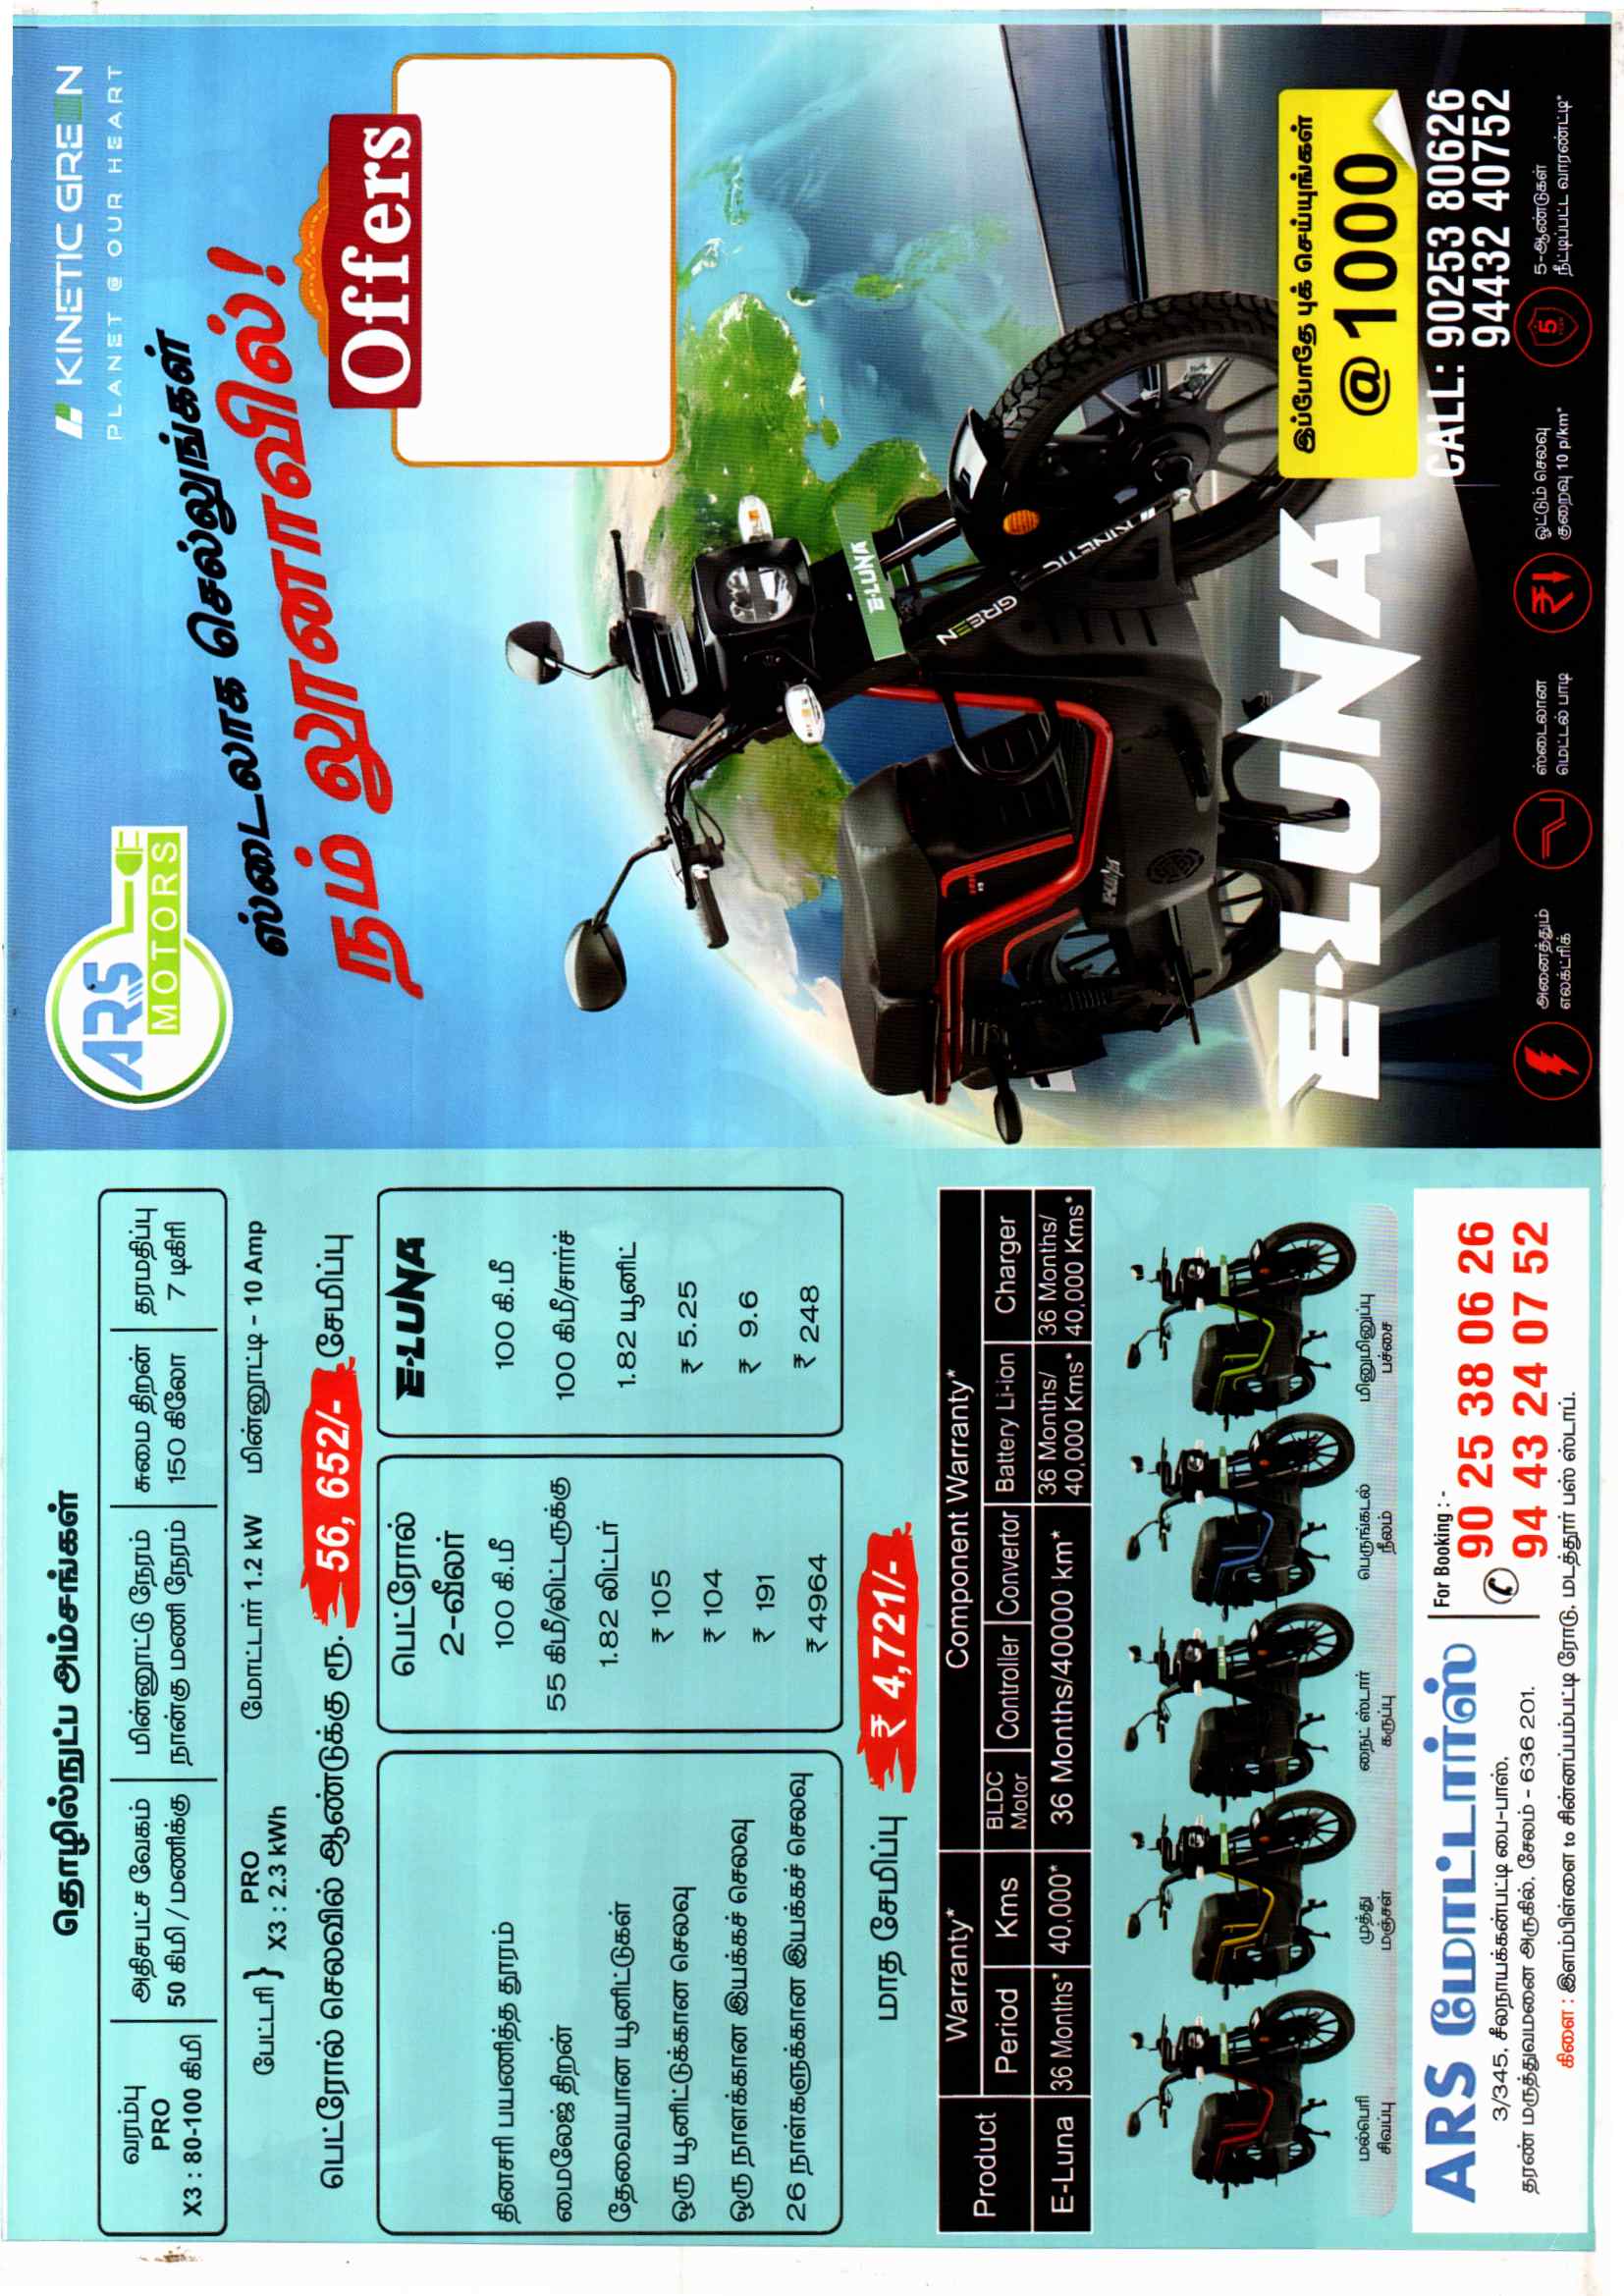 தொழில்நுட்ப அம்சங்கள்
வரம்பு
PRO
X3 : 80-100 கிமி
அதிசபட்ச வேகம்
50 கிமி / மணிக்கு
மின்னூட்டு நேரம்
நான்கு மணி நேரம்
சுமை திறன்
150 கிலோ
தரமதிப்பு
7 டிகிரி
பேட்டரி } PRO
X3 : 2.3 kWh
மோட்டார் 1.2 kW
மின்னூட்டி - 10 Amp
பெட்ரோல் செலவில் ஆண்டுக்கு ரூ. 56, 652/- சேமிப்பு
பெட்ரோல்
2-வீலர்
E-LUNA
தினசரி பயணித்த தூரம் 100 கி.மீ 100 கி.மீ
மைலேஜ் திறன் 55 கிமீ/லிட்டருக்கு 100 கிமீ/சார்ச்
தேவையான யூனிட்டுகள் 1.82 லிட்டர் 1.82 யூனிட்
ஒரு யூனிட்டுக்கான செலவு ₹ 105 ₹ 5.25
ஒரு நாளக்கான இயக்கச் செலவு ₹ 104 ₹ 9.6
26 நாள்களுக்கான இயக்கச் செலவு ₹ 191 ₹ 248
₹ 4964
மாத சேமிப்பு ₹ 4,721/-
Product Warranty* Component Warranty*
Period Kms BLDC Motor Controller Convertor Battery Li-ion Charger
E-Luna 36 Months* 40,000* 36 Months/40000 km* 36 Months/ 40,000 Kms* 36 Months/ 40,000 Kms*
மல்பெரி
சிவப்பு
முத்து
மஞ்சள்
நைட் ஸ்டார்
கருப்பு
பெருங்கடல்
நீலம்
மினுமினுப்பு
பச்சை
ARS மோட்டார்ஸ்
3/345, சீலநாயக்கன்பட்டி பை-பாஸ்,
தரண் மருத்துவமனை அருகில், சேலம் - 636 201.
கிளை : இளம்பிள்ளை to சின்னப்பம்பட்டி ரோடு, மடத்தூர் பஸ் ஸ்டாப்.
For Booking : -
90 25 38 06 26
94 43 24 07 52
ARS
MOTORS
KINETIC GREEN
PLANET @ OUR HEART
ஸ்டைலாக செல்லுங்கள்
நம் லூனாவில்!
Offers
E-LUNA
KINETIC
GREEN
E-LUNA
E-LUNA
இப்போதே புக் செய்யுங்கள்
@ 1000
CALL: 90253 80626
94432 40752
அனைத்தும்
எலக்ட்ரிக்
ஸ்டைலான
மெட்டல் பாடி
ஓட்டும் செலவு
குறைவு 10 p/km*
5
5-ஆண்டுகள்
நீட்டிப்பட்ட வாரண்ட்டி*